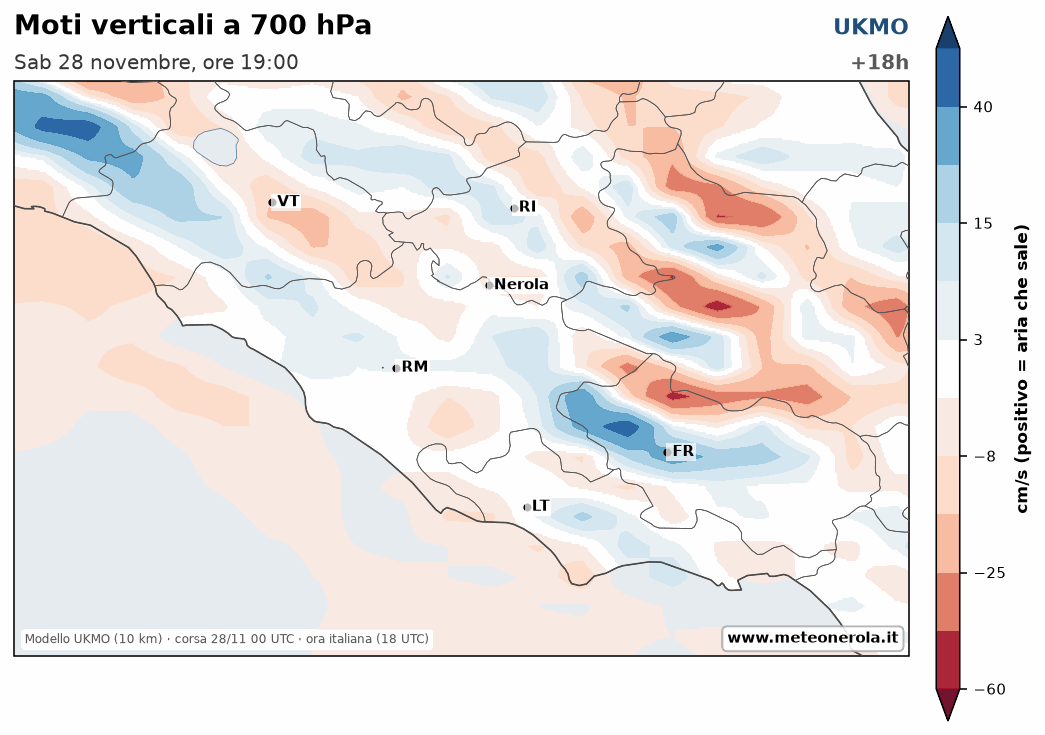 Moti verticali a 700 hPa
UKMO
Sab 28 novembre, ore 19:00
+18h
40
15
3
−8
−25
−60
cm/s (positivo = aria che sale)
VT
RI
Nerola
RM
FR
LT
Modello UKMO (10 km) · corsa 28/11 00 UTC · ora italiana (18 UTC)
www.meteonerola.it